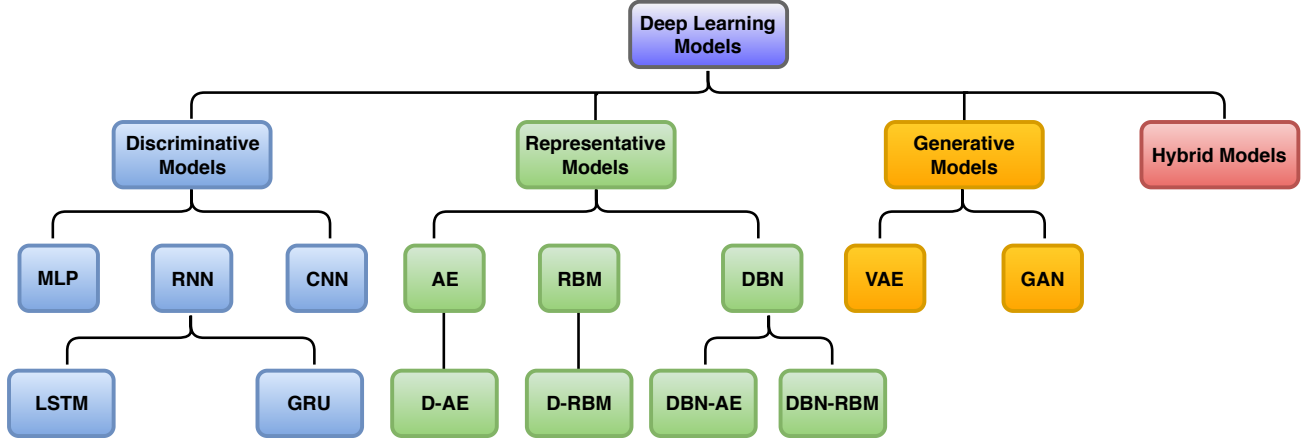 Deep Learning
Models
Discriminative
Models
Representative
Models
Generative
Models
Hybrid Models
MLP
RNN
CNN
AE
RBM
DBN
VAE
GAN
LSTM
GRU
D-AE
D-RBM
DBN-AE
DBN-RBM